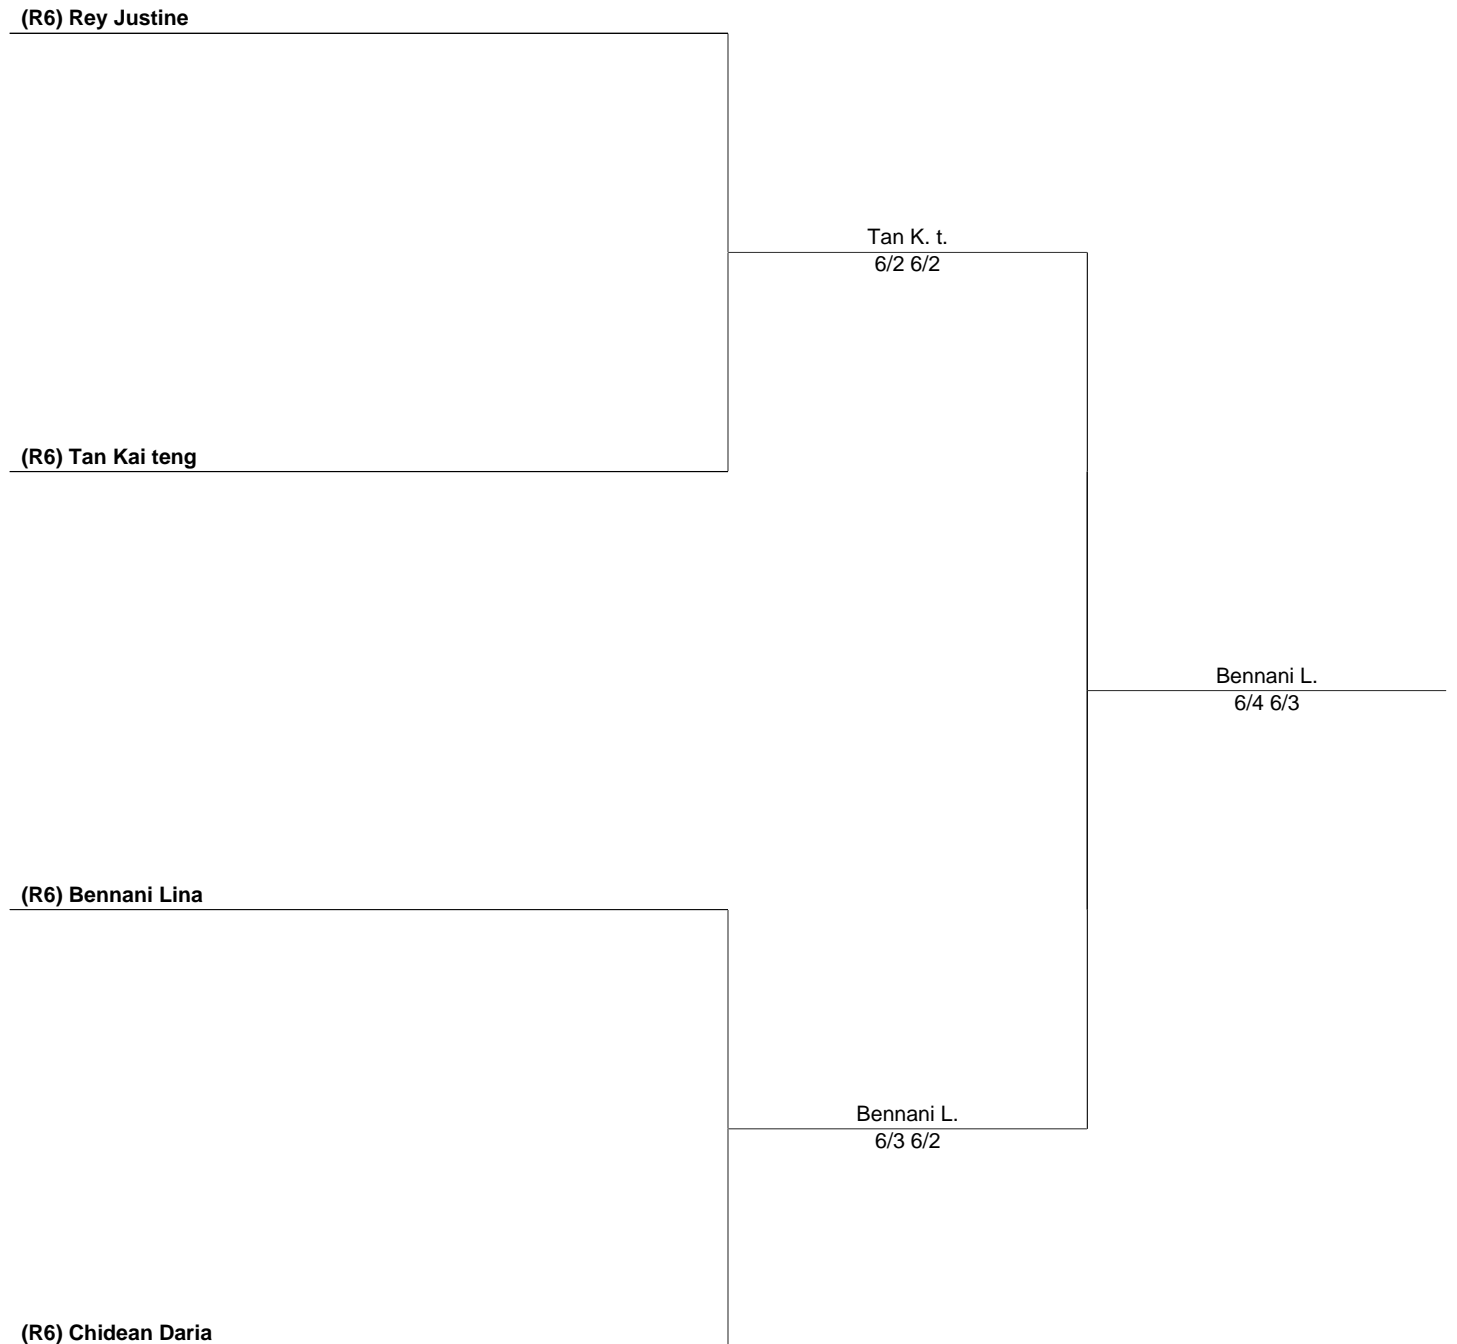 (R6) Rey Justine
Tan K. t.
6/2 6/2
(R6) Tan Kai teng
Bennani L.
6/4 6/3
(R6) Bennani Lina
Bennani L.
6/3 6/2
(R6) Chidean Daria